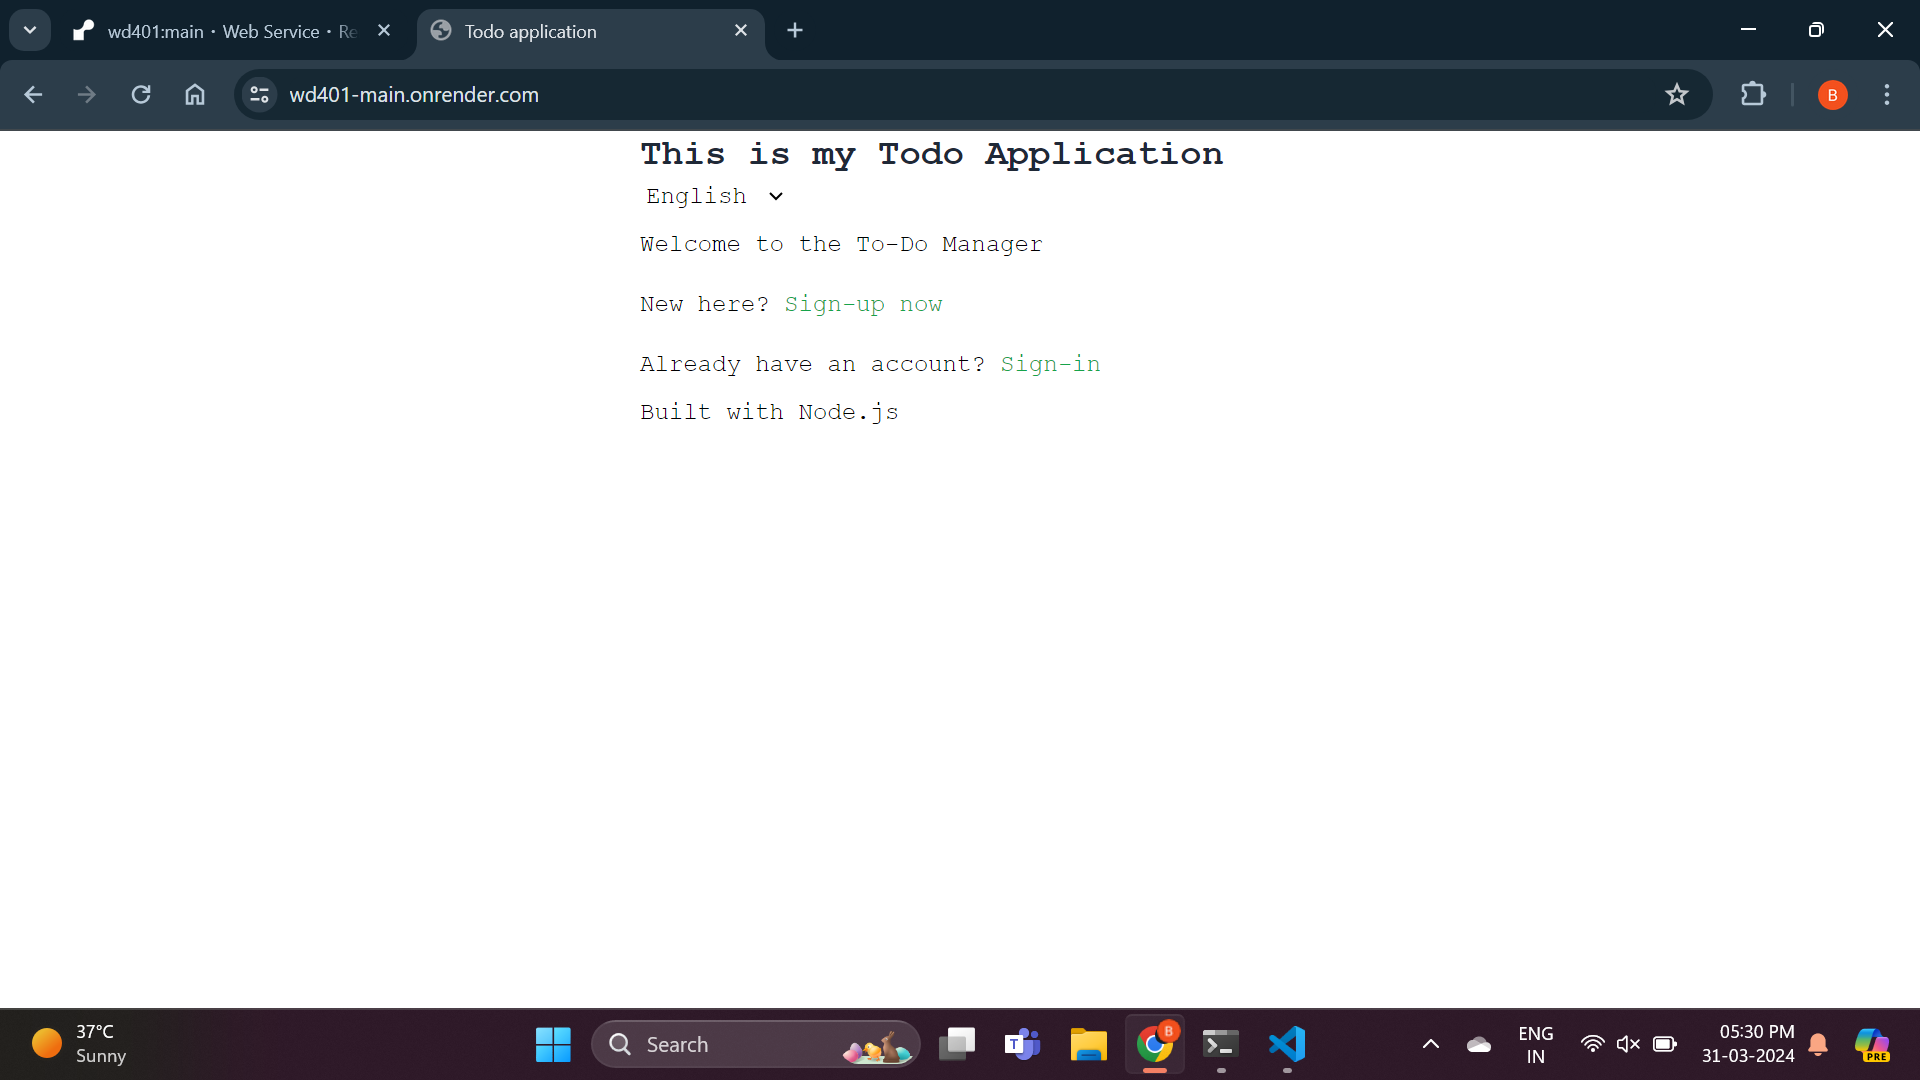 wd401:main · Web Service · Re
Todo application
wd401-main.onrender.com
B
This is my Todo Application
English
Welcome to the To-Do Manager
New here? Sign-up now
Already have an account? Sign-in
Built with Node.js
37°C
Sunny
Search
T
B
ENG
IN
05:30 PM
31-03-2024
PRE